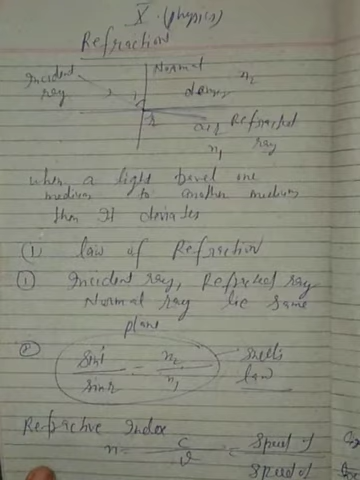 X (physics)
Refraction
Incident Normal n2
ray denser
i
r air Refracted
n1 ray
when a light travel one
medium to another medium
then it deviates
① law of Refraction
① Incident ray, Refracted ray
Normal ray lie same
plane
② sin i / sin r = n2 / n1 snell's
law
Refractive Index
n = c / v = Speed of
Speed of